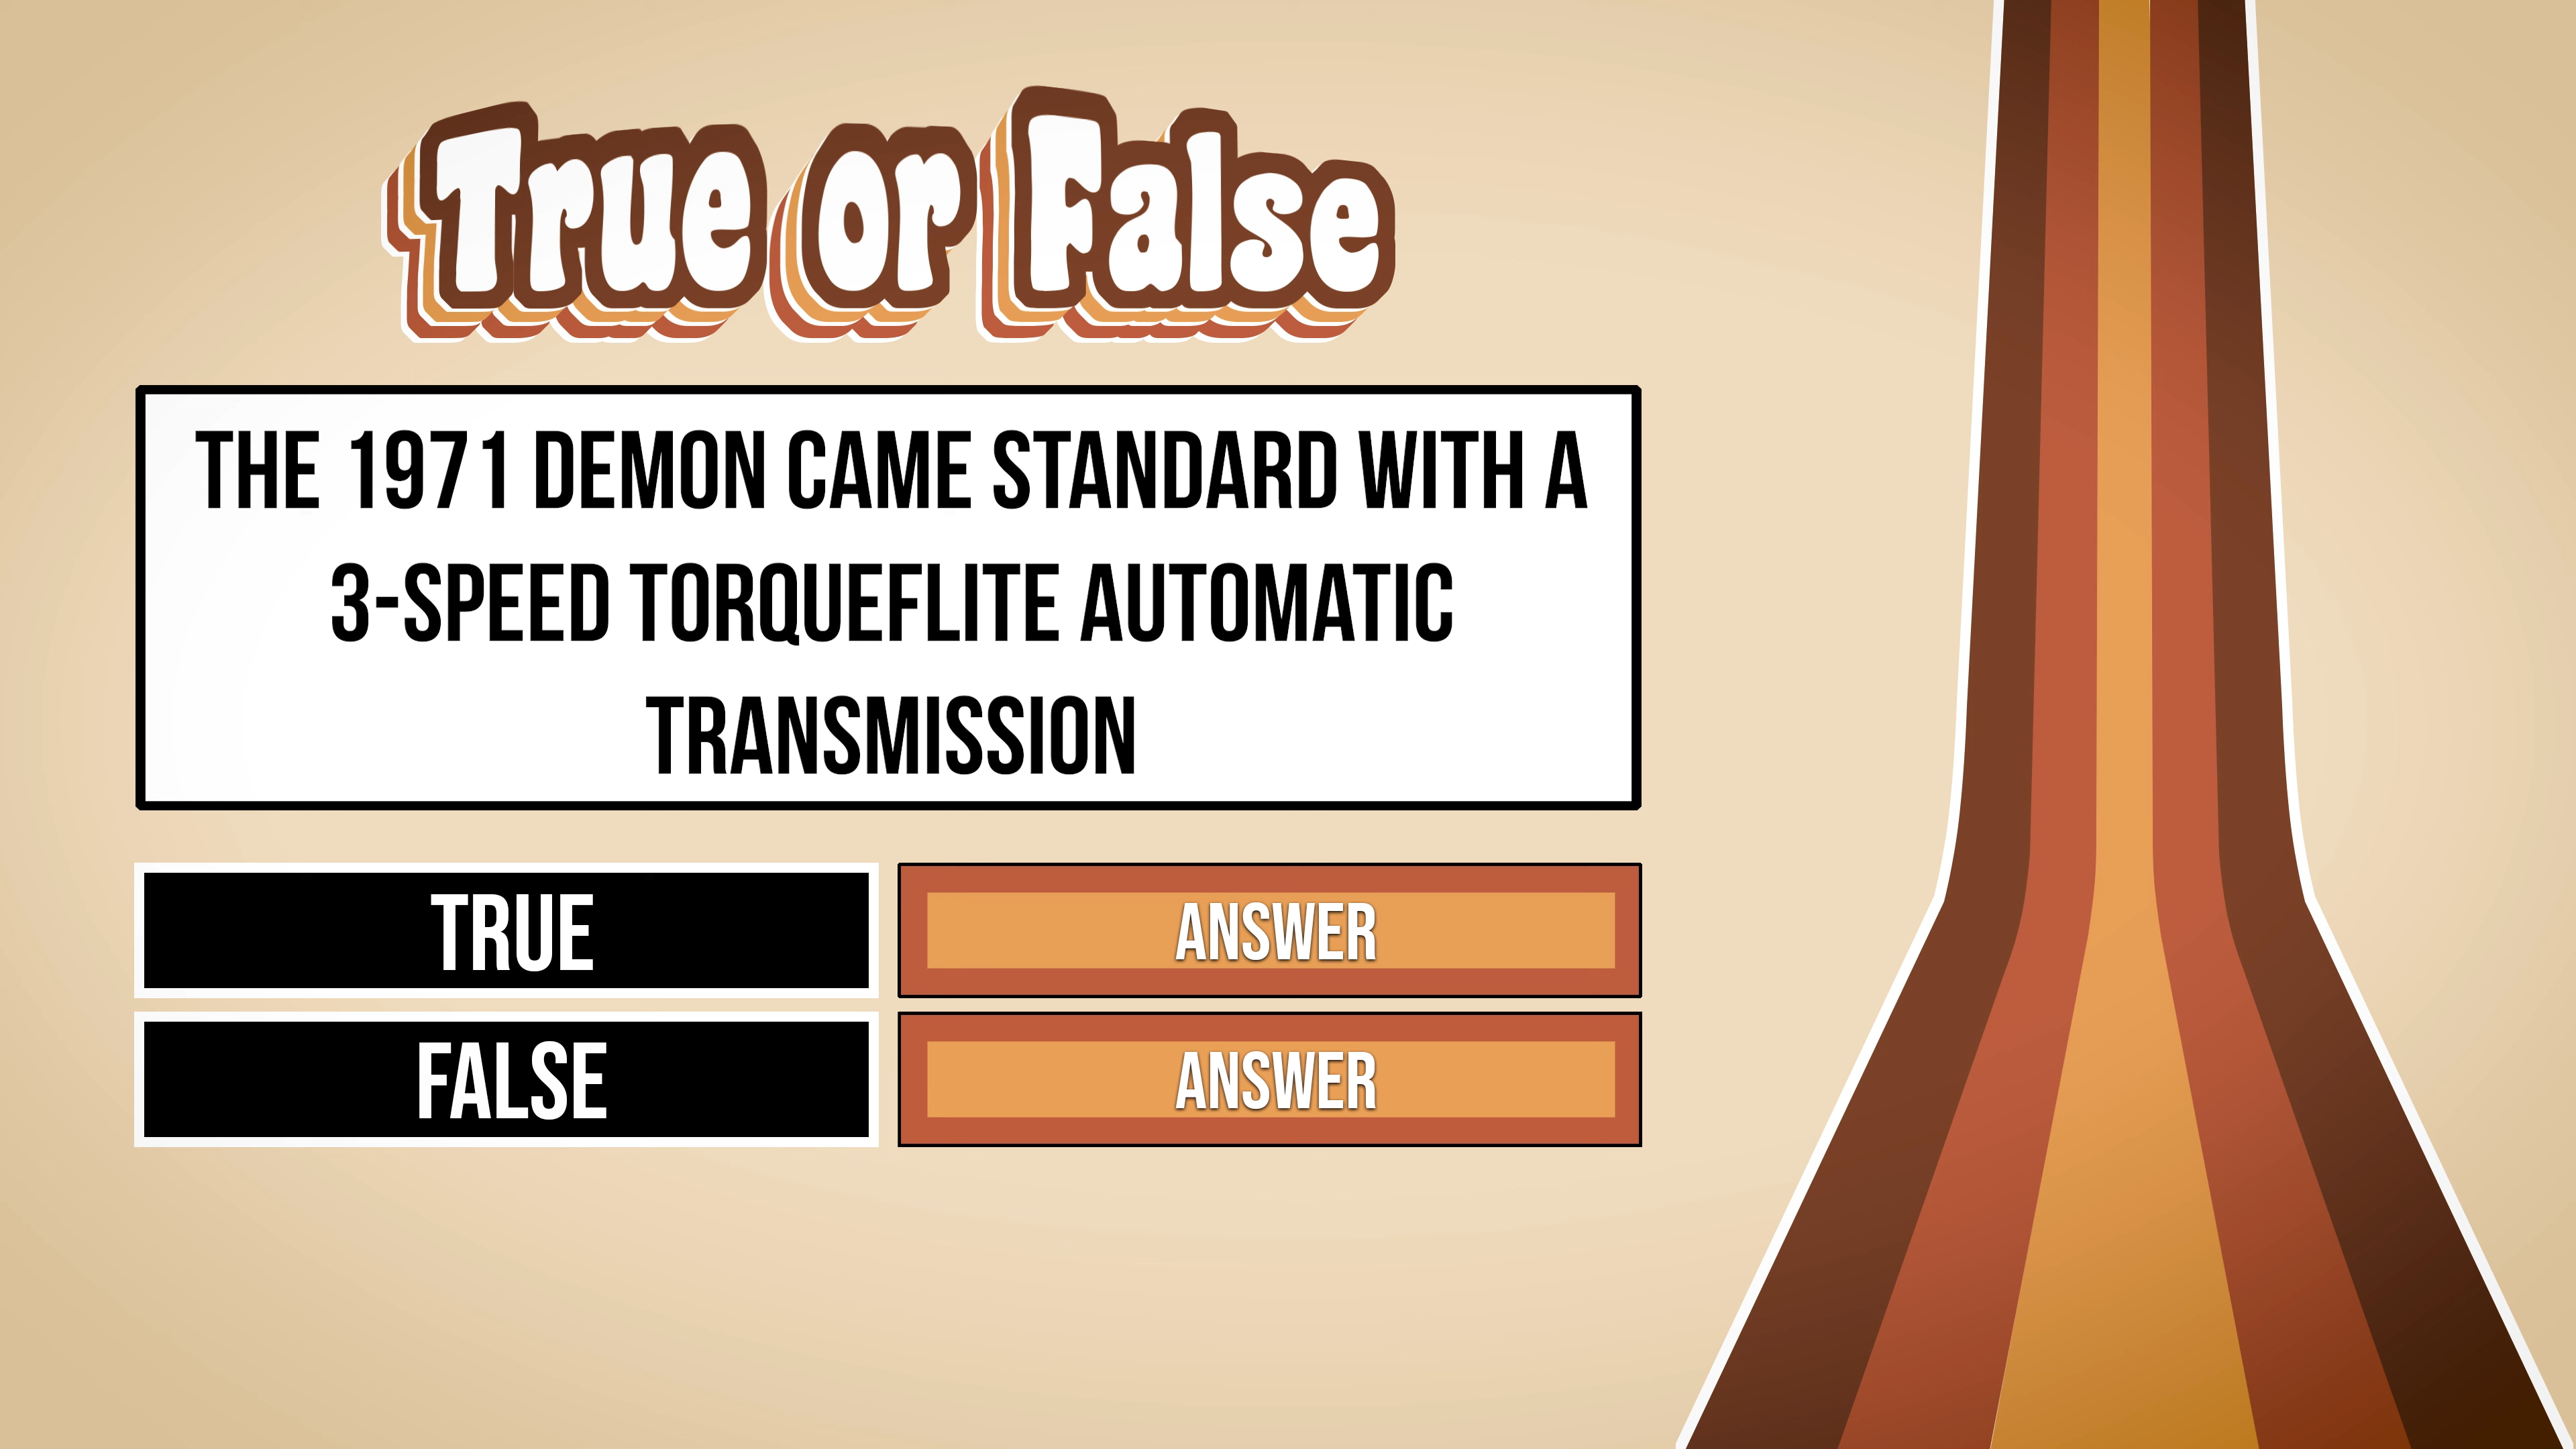 True or False
THE 1971 DEMON CAME STANDARD WITH A
3-SPEED TORQUEFLITE AUTOMATIC
TRANSMISSION
TRUE
ANSWER
FALSE
ANSWER